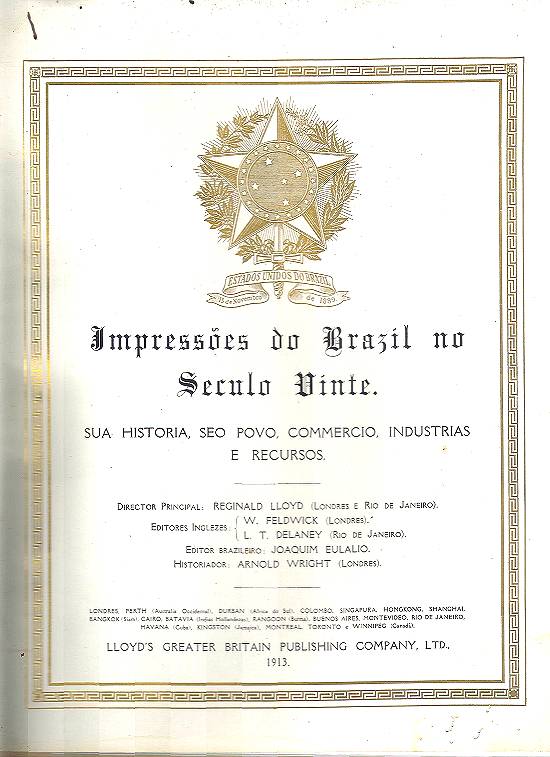 ESTADOS UNIDOS DO BRAZIL
15 de Novembro de 1889
Impressões do Brazil no
Seculo Vinte.
SUA HISTORIA, SEO POVO, COMMERCIO, INDUSTRIAS
E RECURSOS.
DIRECTOR PRINCIPAL: REGINALD LLOYD (LONDRES E RIO DE JANEIRO).
EDITORES INGLEZES: { W. FELDWICK (LONDRES).
L. T. DELANEY (RIO DE JANEIRO).
EDITOR BRAZILEIRO: JOAQUIM EULALIO.
HISTORIADOR: ARNOLD WRIGHT (LONDRES).
LONDRES, PERTH (Australia Occidental), DURBAN (Africa do Sul), COLOMBO, SINGAPURA, HONGKONG, SHANGHAI,
BANGKOK (Siam), CAIRO, BATAVIA (Indias Hollandezas), RANGOON (Burma), BUENOS AIRES, MONTEVIDEO, RIO DE JANEIRO,
HAVANA (Cuba), KINGSTON (Jamaica), MONTREAL, TORONTO e WINNIPEG (Canadá).
LLOYD'S GREATER BRITAIN PUBLISHING COMPANY, LTD.,
1913.